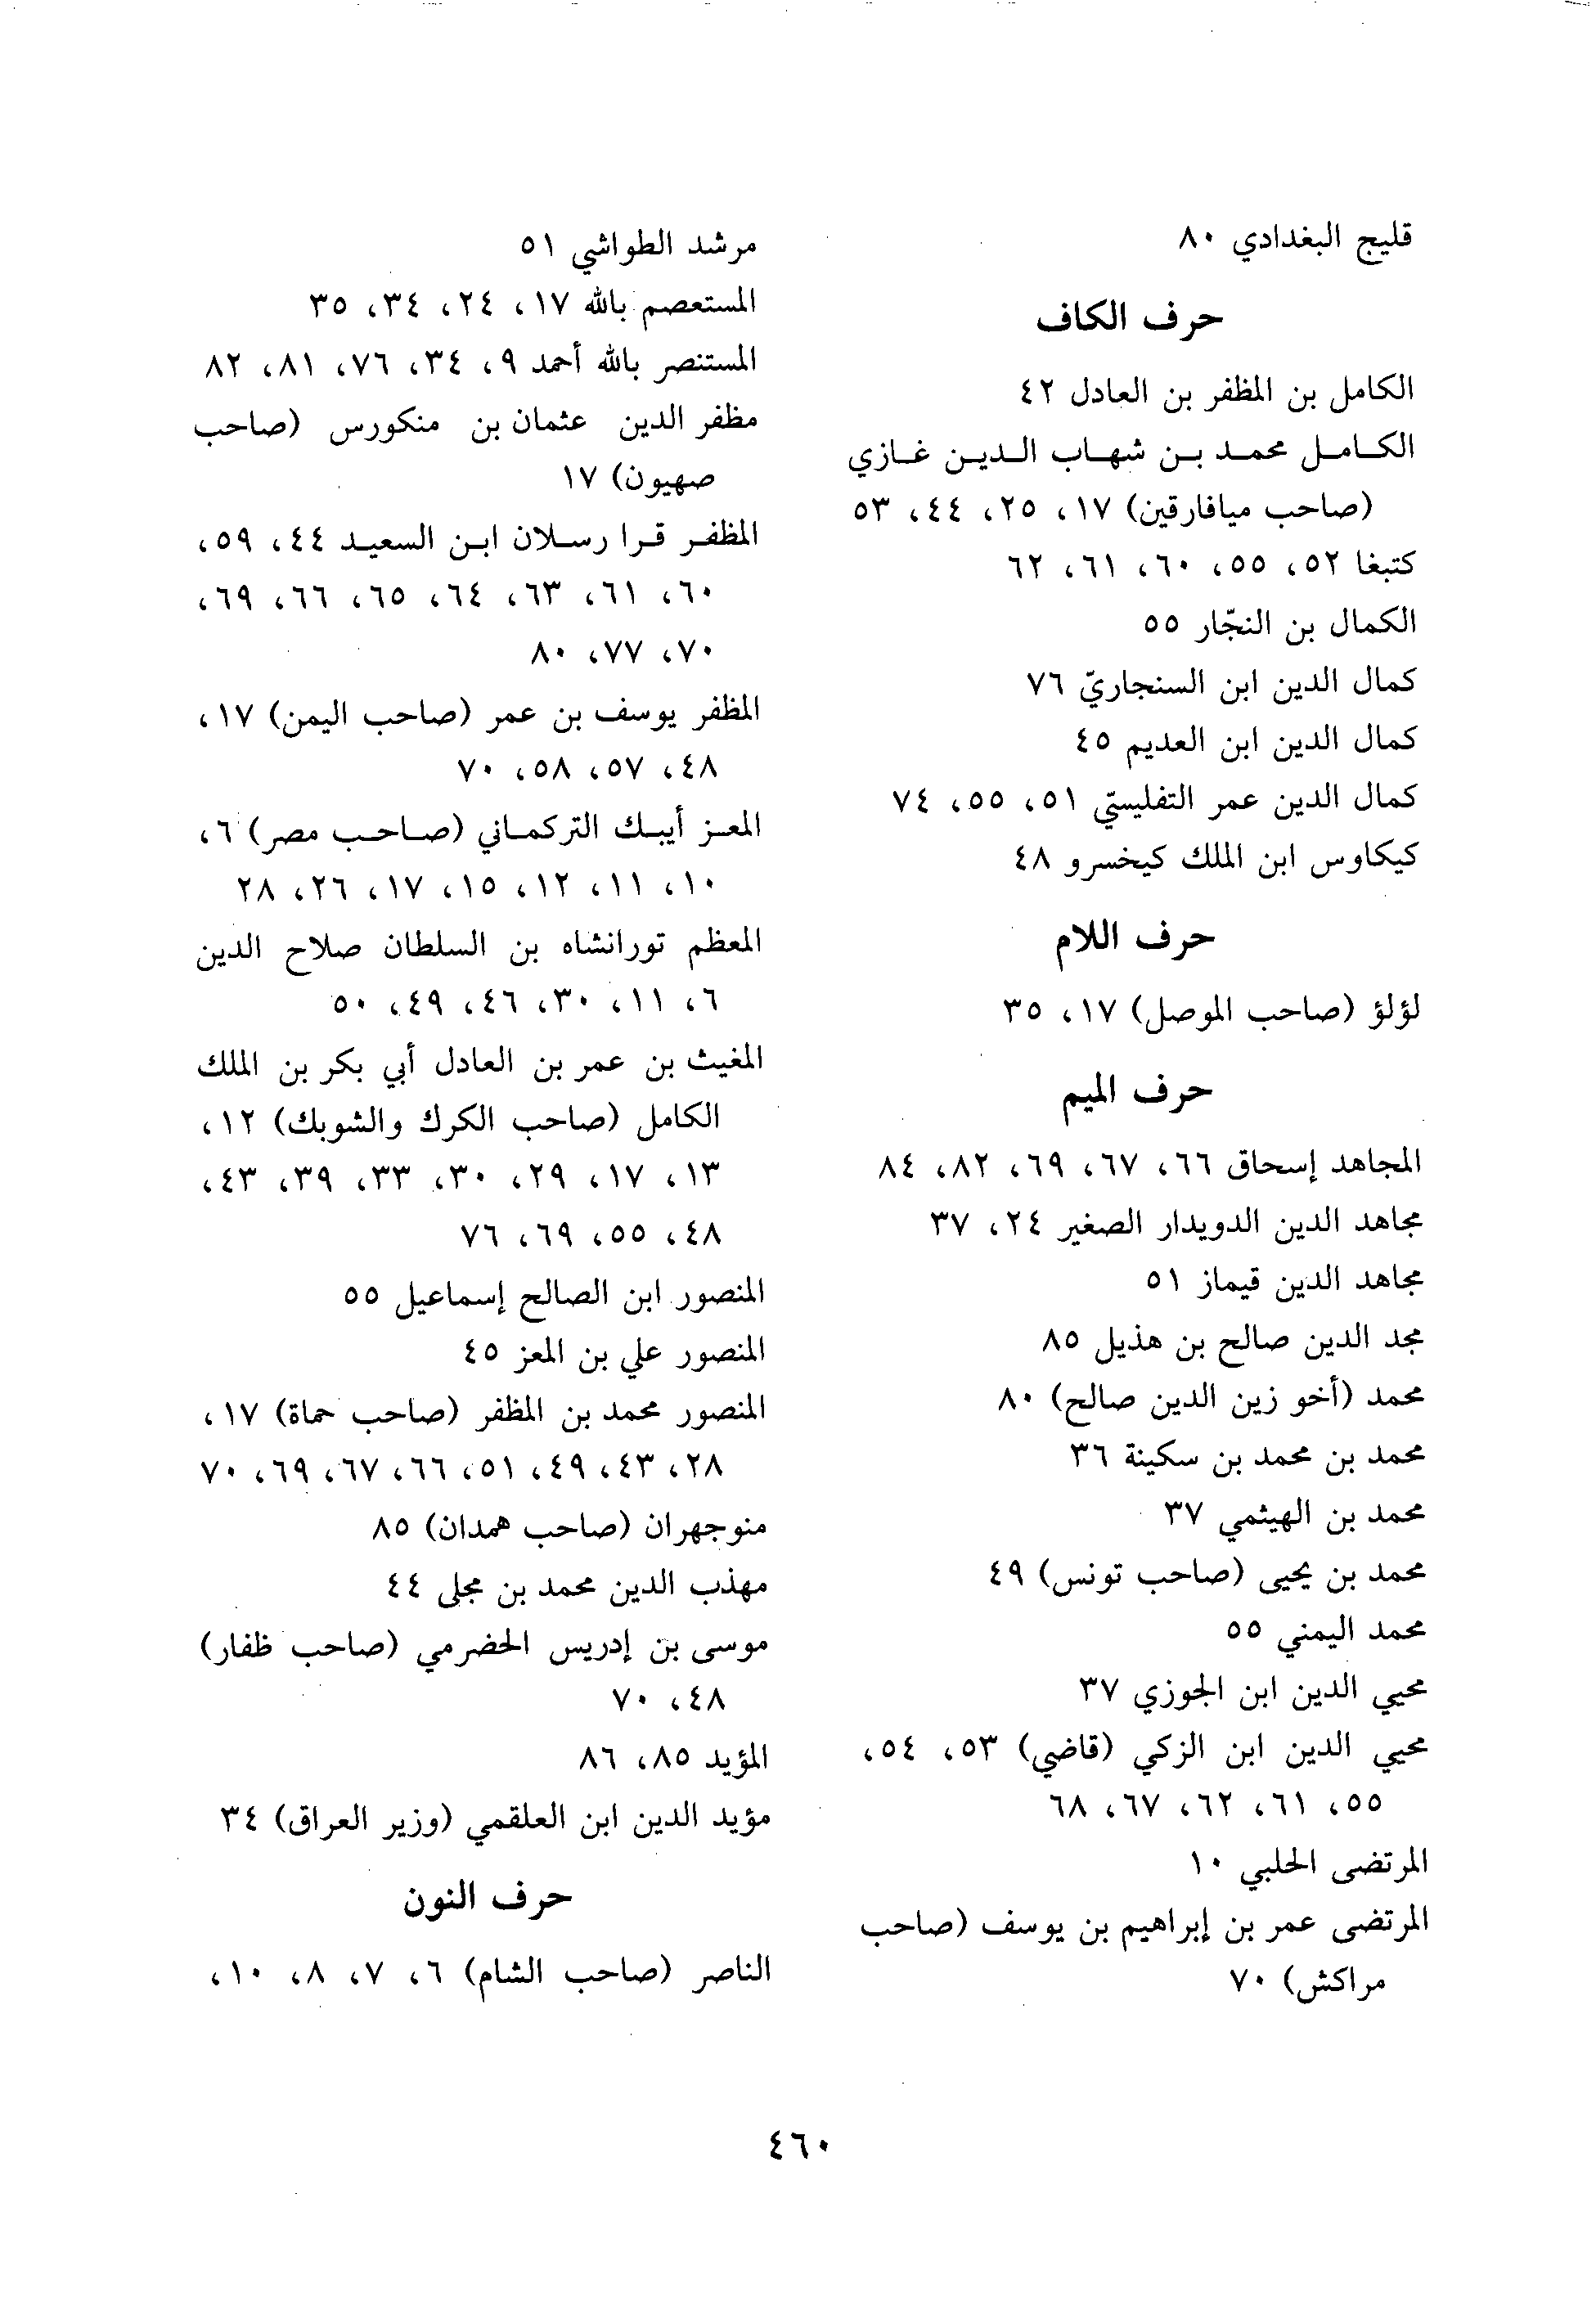 قليج البغدادي ٨٠
حرف الكاف
الكامل بن المظفر بن العادل ٤٢
الكامل محمد بن شهاب الدين غازي
(صاحب ميافارقين) ١٧، ٢٥، ٤٤، ٥٣
كتبغا ٥٢، ٥٥، ٦٠، ٦١، ٦٢
الكمال بن النجّار ٥٥
كمال الدين ابن السنجاريّ ٧٦
كمال الدين ابن العديم ٤٥
كمال الدين عمر التفليسيّ ٥١، ٥٥، ٧٤
كيكاوس ابن الملك كيخسرو ٤٨
حرف اللام
لؤلؤ (صاحب الموصل) ١٧، ٣٥
حرف الميم
المجاهد إسحاق ٦٦، ٦٧، ٦٩، ٨٢، ٨٤
مجاهد الدين الدويدار الصغير ٢٤، ٣٧
مجاهد الدين قيماز ٥١
مجد الدين صالح بن هذيل ٨٥
محمد (أخو زين الدين صالح) ٨٠
محمد بن محمد بن سكينة ٣٦
محمد بن الهيثمي ٣٧
محمد بن يحيى (صاحب تونس) ٤٩
محمد اليمني ٥٥
محيي الدين ابن الجوزي ٣٧
محيي الدين ابن الزكي (قاضي) ٥٣، ٥٤،
٥٥، ٦١، ٦٢، ٦٧، ٦٨
المرتضى الحلبي ١٠
المرتضى عمر بن إبراهيم بن يوسف (صاحب
مراكش) ٧٠
مرشد الطواشي ٥١
المستعصم بالله ١٧، ٢٤، ٣٤، ٣٥
المستنصر بالله أحمد ٩، ٣٤، ٧٦، ٨١، ٨٢
مظفر الدين عثمان بن منكورس (صاحب
صهيون) ١٧
المظفر قرا رسلان ابن السعيد ٤٤، ٥٩،
٦٠، ٦١، ٦٣، ٦٤، ٦٥، ٦٦، ٦٩،
٧٠، ٧٧، ٨٠
المظفر يوسف بن عمر (صاحب اليمن) ١٧،
٤٨، ٥٧، ٥٨، ٧٠
المعز أيبك التركماني (صاحب مصر) ٦،
١٠، ١١، ١٢، ١٥، ١٧، ٢٦، ٢٨
المعظم تورانشاه بن السلطان صلاح الدين
٦، ١١، ٣٠، ٤٦، ٤٩، ٥٠
المغيث بن عمر بن العادل أبي بكر بن الملك
الكامل (صاحب الكرك والشوبك) ١٢،
١٣، ١٧، ٢٩، ٣٠، ٣٣، ٣٩، ٤٣،
٤٨، ٥٥، ٦٩، ٧٦
المنصور ابن الصالح إسماعيل ٥٥
المنصور علي بن المعز ٤٥
المنصور محمد بن المظفر (صاحب حماة) ١٧،
٢٨، ٤٣، ٤٩، ٥١، ٦٦، ٦٧، ٦٩، ٧٠
منوجهران (صاحب همدان) ٨٥
مهذب الدين محمد بن مجلى ٤٤
موسى بن إدريس الحضرمي (صاحب ظفار)
٤٨، ٧٠
المؤيد ٨٥، ٨٦
مؤيد الدين ابن العلقمي (وزير العراق) ٣٤
حرف النون
الناصر (صاحب الشام) ٦، ٧، ٨، ١٠،
٤٦٠